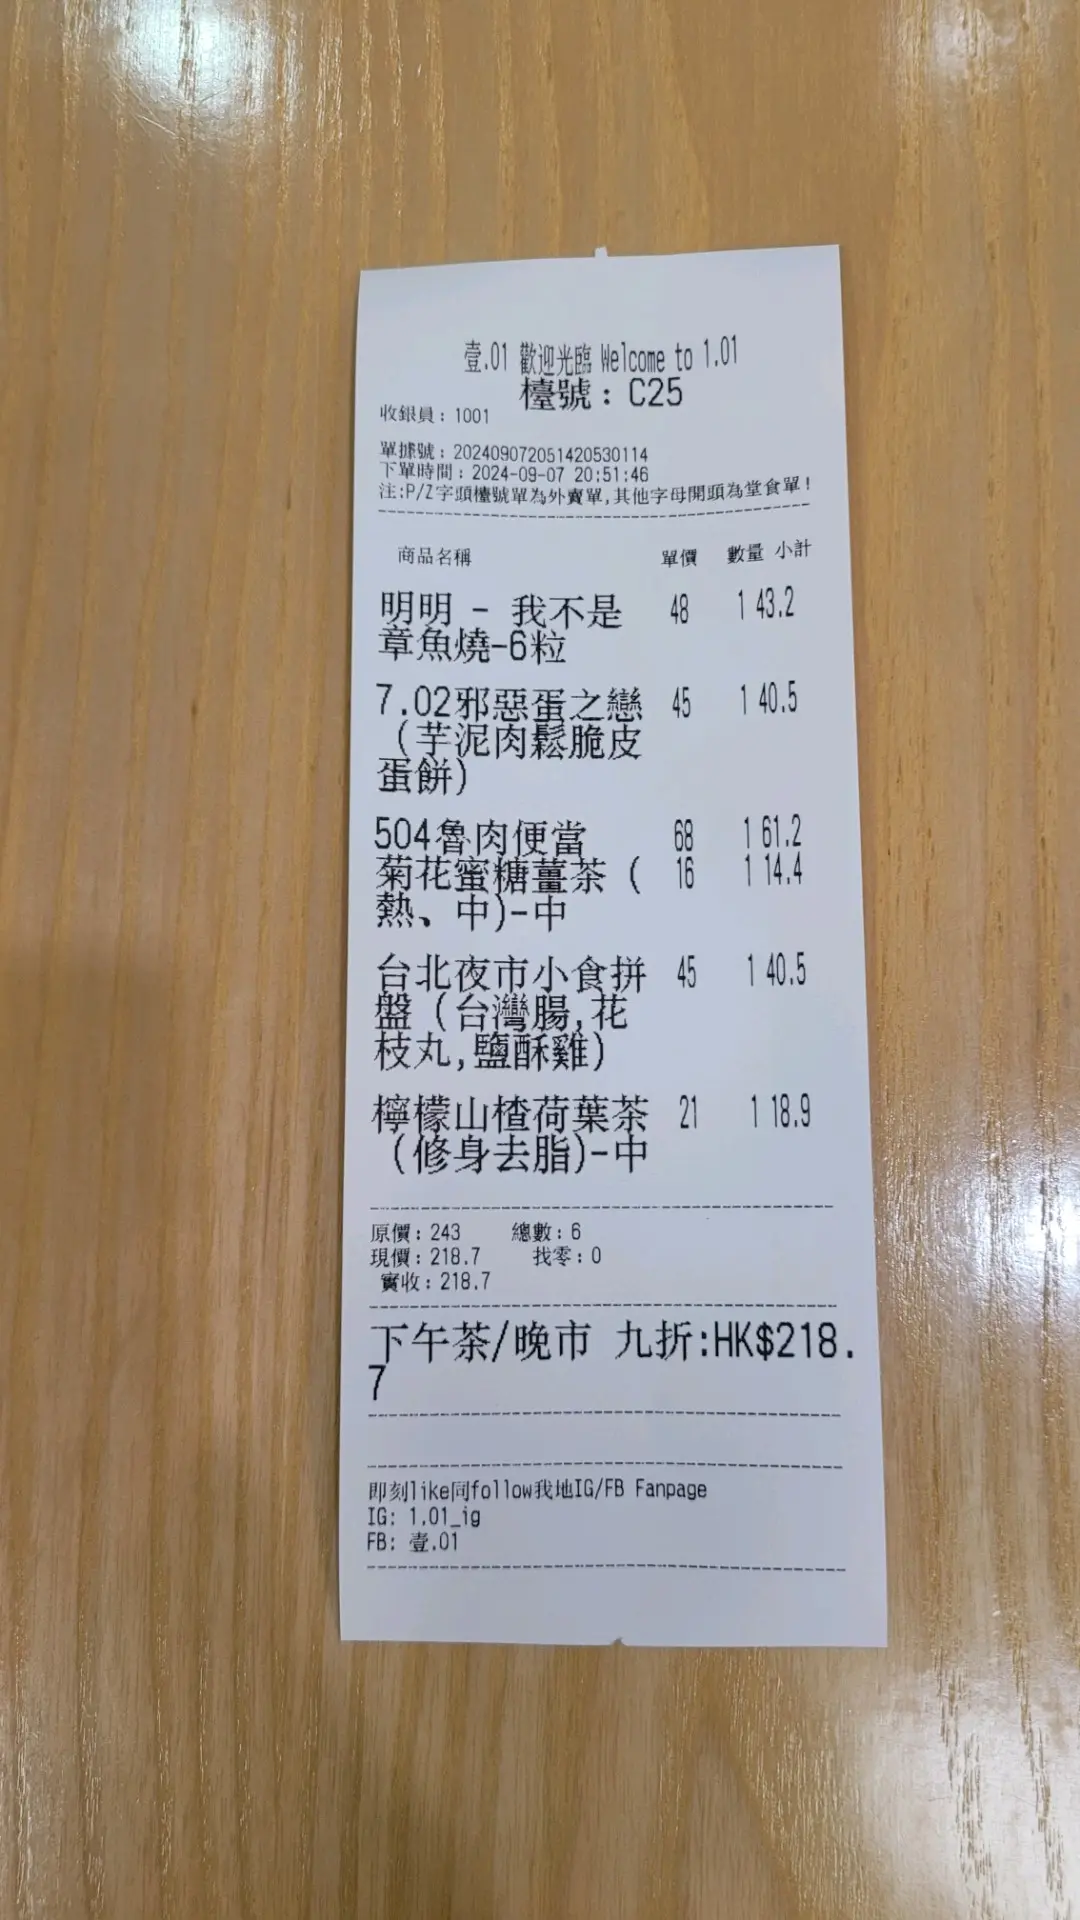 壹.01 歡迎光臨 Welcome to 1.01
檯號：C25
收銀員：1001
單據號：202409072051420530114
下單時間：2024-09-07 20:51:46
注:P/Z字頭檯號單為外賣單,其他字母開頭為堂食單!
商品名稱 單價 數量 小計
明明 - 我不是 48 1 43.2
章魚燒-6粒
7.02邪惡蛋之戀 45 1 40.5
（芋泥肉鬆脆皮
蛋餅)
504魯肉便當 68 1 61.2
菊花蜜糖薑茶 ( 16 1 14.4
熱、中)-中
台北夜市小食拼 45 1 40.5
盤 (台灣腸,花
枝丸,鹽酥雞)
檸檬山楂荷葉茶 21 1 18.9
(修身去脂)-中
原價：243 總數：6
現價：218.7 找零：0
實收：218.7
下午茶/晚市 九折:HK$218.
7
即刻like同follow我地IG/FB Fanpage
IG: 1.01_ig
FB: 壹.01